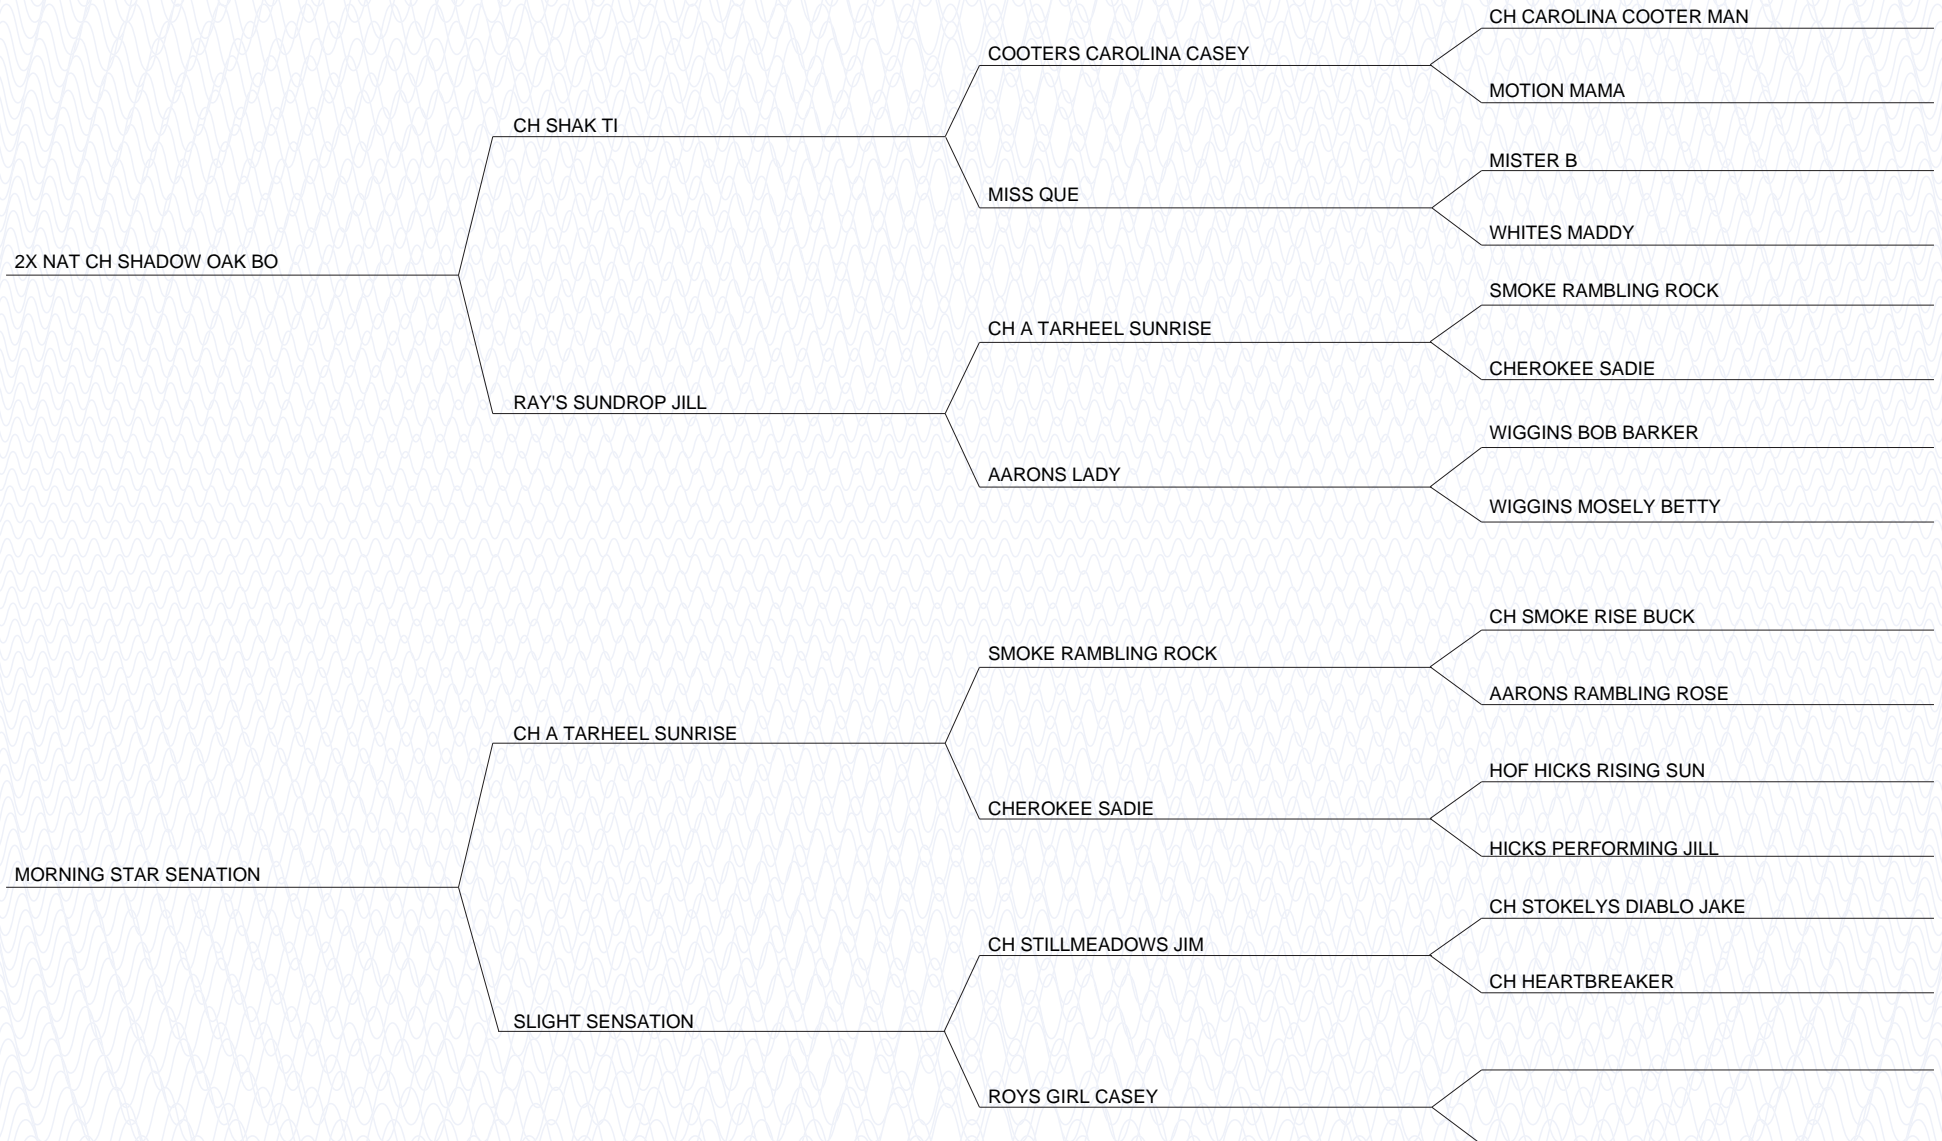 CH CAROLINA COOTER MAN
COOTERS CAROLINA CASEY
MOTION MAMA
CH SHAK TI
MISTER B
MISS QUE
WHITES MADDY
2X NAT CH SHADOW OAK BO
SMOKE RAMBLING ROCK
CH A TARHEEL SUNRISE
CHEROKEE SADIE
RAY'S SUNDROP JILL
WIGGINS BOB BARKER
AARONS LADY
WIGGINS MOSELY BETTY
CH SMOKE RISE BUCK
SMOKE RAMBLING ROCK
AARONS RAMBLING ROSE
CH A TARHEEL SUNRISE
HOF HICKS RISING SUN
CHEROKEE SADIE
HICKS PERFORMING JILL
MORNING STAR SENATION
CH STOKELYS DIABLO JAKE
CH STILLMEADOWS JIM
CH HEARTBREAKER
SLIGHT SENSATION
ROYS GIRL CASEY